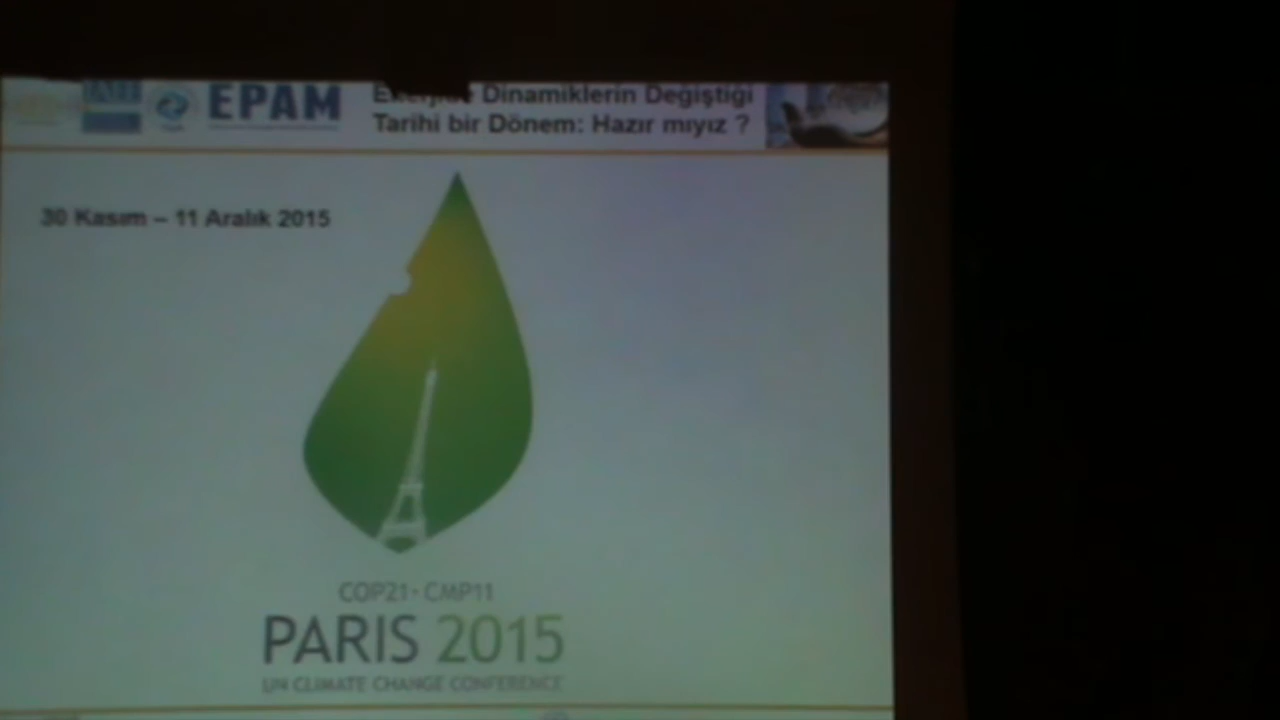 EPAM
Enerjide Dinamiklerin Değiştiği
Tarihi bir Dönem: Hazır mıyız ?
30 Kasım – 11 Aralık 2015
COP21 · CMP11
PARIS 2015
UN CLIMATE CHANGE CONFERENCE